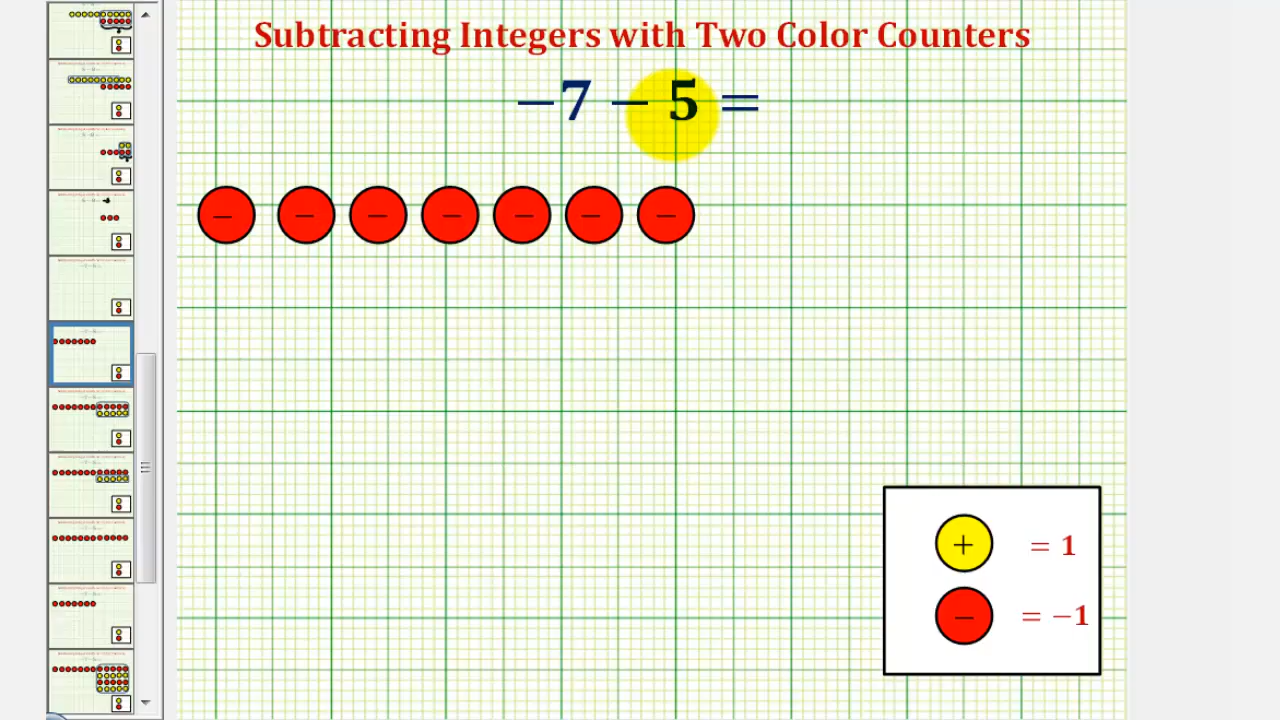 Subtracting Integers with Two Color Counters
−7 − 5 =
− − − − − − −
+ = 1
− = −1